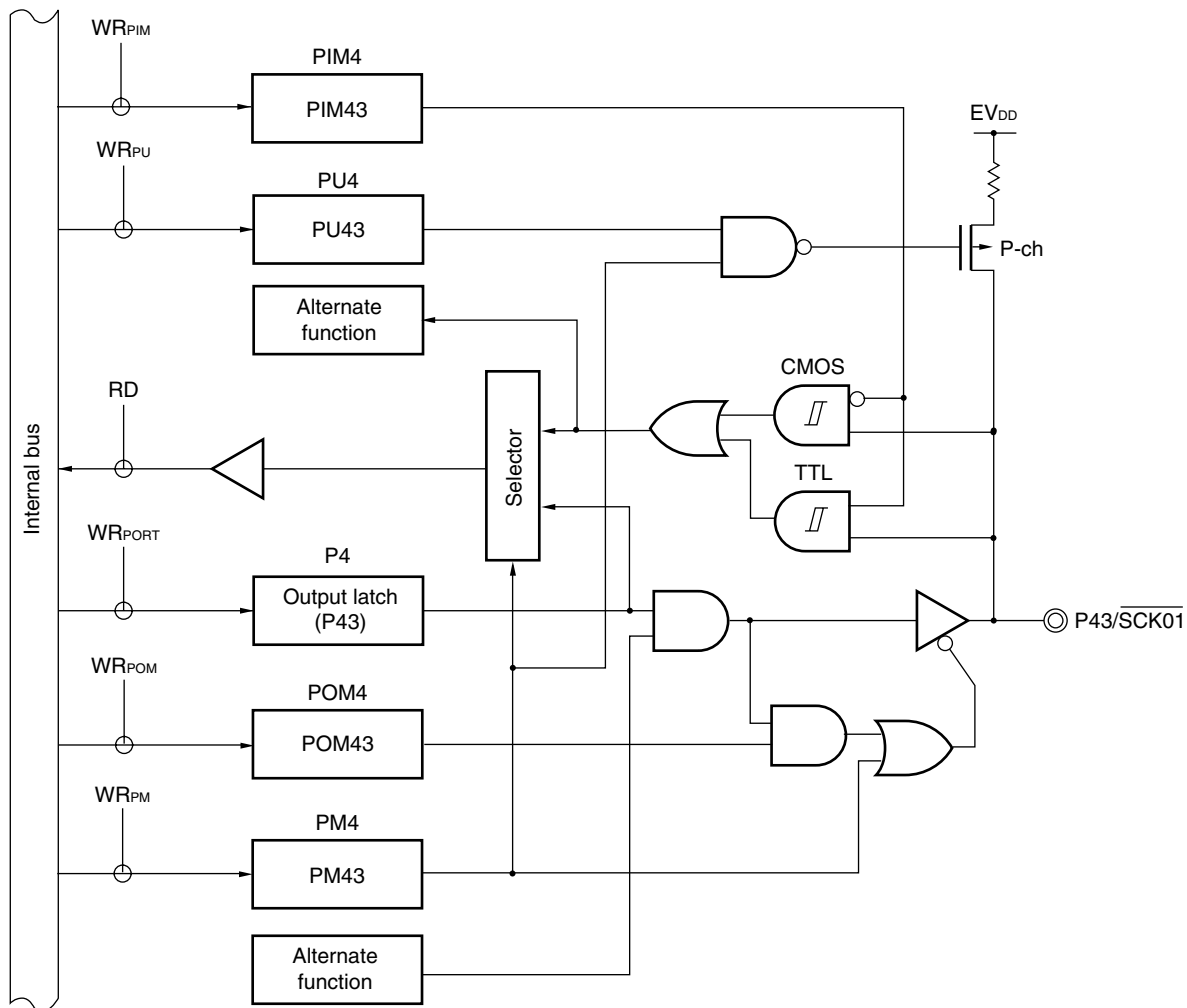 WRPIM
PIM4
PIM43
EVDD
WRPU
PU4
PU43
P-ch
Alternate
function
CMOS
RD
Selector
TTL
Internal bus
WRPORT
P4
Output latch
(P43)
P43/SCK01
WRPOM
POM4
POM43
WRPM
PM4
PM43
Alternate
function